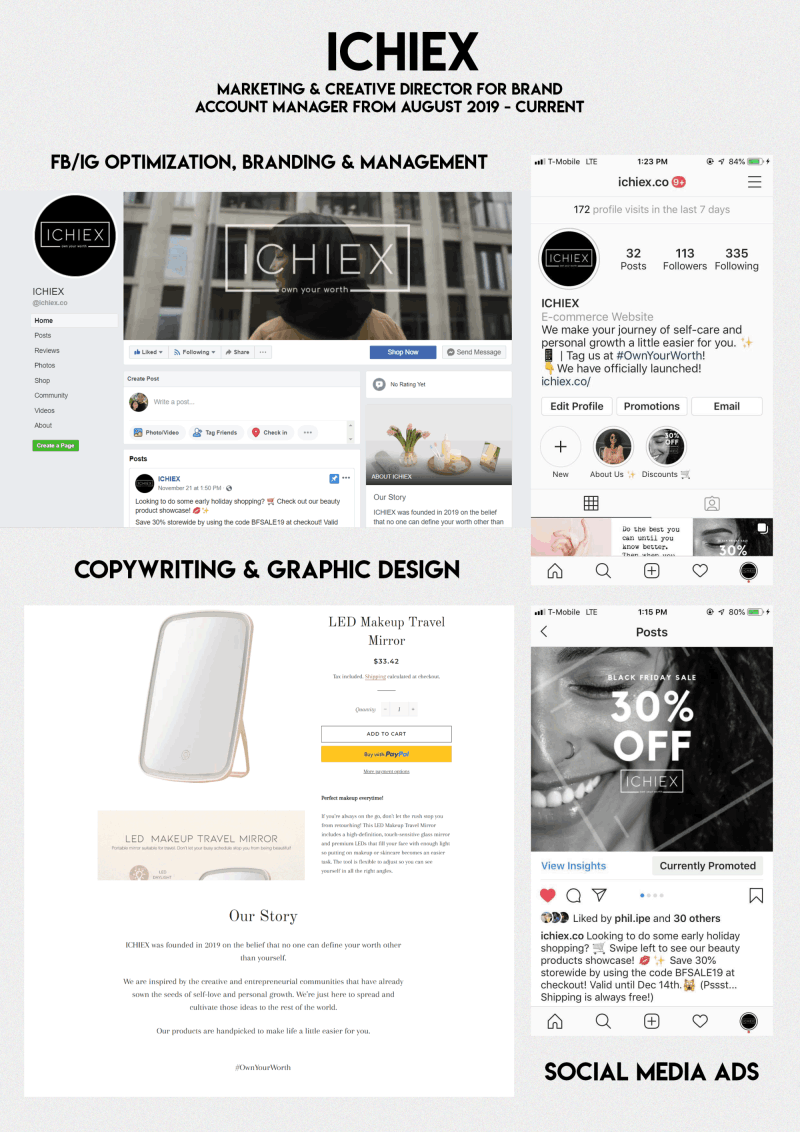 ICHIEX
MARKETING & CREATIVE DIRECTOR FOR BRAND
ACCOUNT MANAGER FROM AUGUST 2019 - CURRENT
FB/IG OPTIMIZATION, BRANDING & MANAGEMENT
ICHIEX
own your worth
ICHIEX
@ichiex.co
Home
Posts
Reviews
Photos
Shop
Community
Videos
About
Create a Page
ICHIEX
own your worth
Liked
Following
Share
Shop Now
Send Message
Create Post
Write a post...
Photo/Video
Tag Friends
Check in
Posts
ICHIEX
November 21 at 1:50 PM ·
Looking to do some early holiday shopping? 🛒 Check out our beauty
product showcase! 💋✨
Save 30% storewide by using the code BFSALE19 at checkout! Valid
No Rating Yet
ABOUT ICHIEX
Our Story
ICHIEX was founded in 2019 on the belief
that no one can define your worth other than
T-Mobile LTE 1:23 PM 84%
ichiex.co 9+
172 profile visits in the last 7 days
ICHIEX
32 113 335
Posts Followers Following
ICHIEX
E-commerce Website
We make your journey of self-care and
personal growth a little easier for you. ✨
📱 | Tag us at #OwnYourWorth!
👇We have officially launched!
ichiex.co/
Edit Profile Promotions Email
30%
OFF
New About Us ✨ Discounts 🛒
Do the best you
can until you
know better.
Then when you
30%
COPYWRITING & GRAPHIC DESIGN
LED Makeup Travel
Mirror
$33.42
Tax included. Shipping calculated at checkout.
Quantity
- 1 +
ADD TO CART
Buy with PayPal
More payment options
Perfect makeup everytime!
If you're always on the go, don't let the rush stop you
from retouching! This LED Makeup Travel Mirror
includes a high-definition, touch-sensitive glass mirror
and premium LEDs that fill your face with enough light
so putting on makeup or skincare becomes an easier
task. The tool is flexible to adjust so you can see
yourself in all the right angles.
LED MAKEUP TRAVEL MIRROR
Portable mirror suitable for travel. Don't let your busy schedule stop you from being beautiful!
LED
Our Story
ICHIEX was founded in 2019 on the belief that no one can define your worth other
than yourself.
We are inspired by the creative and entrepreneurial communities that have already
sown the seeds of self-love and personal growth. We're just here to spread and
cultivate those ideas to the rest of the world.
Our products are handpicked to make life a little easier for you.
#OwnYourWorth
T-Mobile LTE 1:15 PM 80%
Posts
BLACK FRIDAY SALE
30%
OFF
ICHIEX
View Insights Currently Promoted
Liked by phil.ipe and 30 others
ichiex.co Looking to do some early holiday
shopping? 🛒 Swipe left to see our beauty
products showcase! 💋✨ Save 30%
storewide by using the code BFSALE19 at
checkout! Valid until Dec 14th.🙀 (Pssst...
Shipping is always free!)
SOCIAL MEDIA ADS